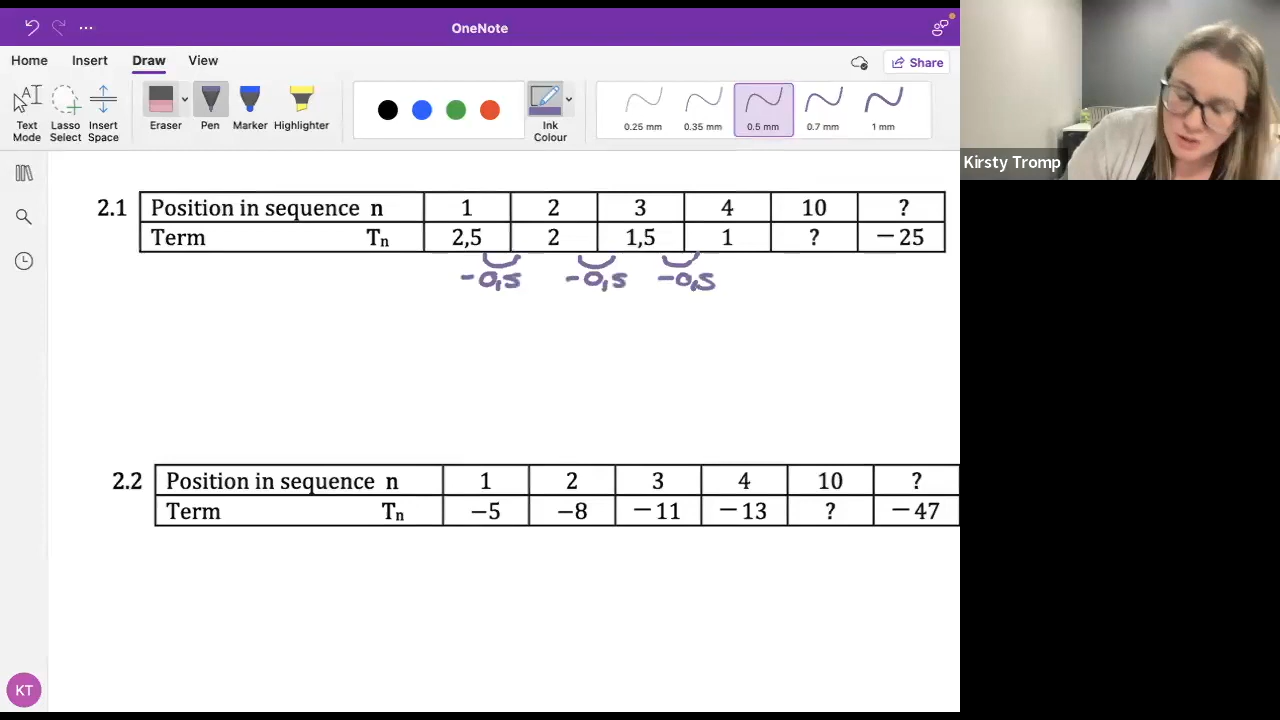 OneNote
Home Insert Draw View
Share
Text Mode
Lasso Select
Insert Space
Eraser
Pen
Marker
Highlighter
Ink Colour
0.25 mm
0.35 mm
0.5 mm
0.7 mm
1 mm
Kirsty Tromp
2.1 Position in sequence n 1 2 3 4 10 ?
Term Tn 2,5 2 1,5 1 ? −25
-0,5 -0,5 -0,5
2.2 Position in sequence n 1 2 3 4 10 ?
Term Tn −5 −8 −11 −13 ? −47
KT